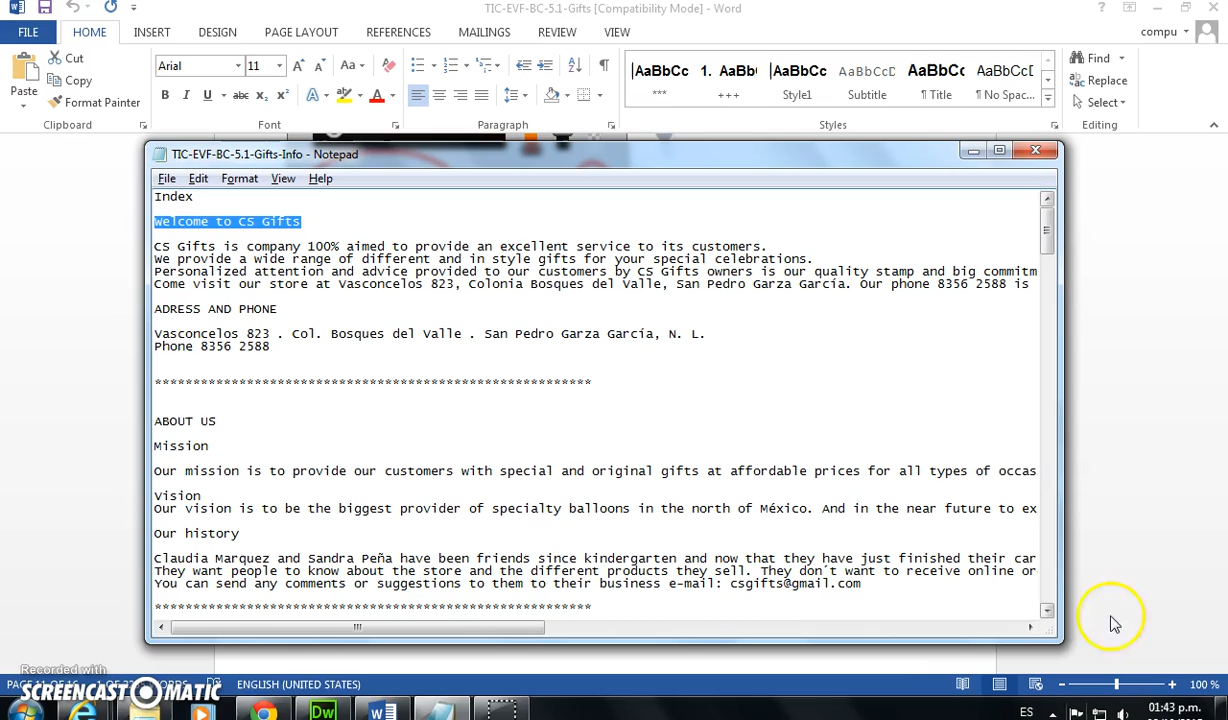 TIC-EVF-BC-5.1-Gifts [Compatibility Mode] - Word
FILE HOME INSERT DESIGN PAGE LAYOUT REFERENCES MAILINGS REVIEW VIEW compu
Paste
Cut
Copy
Format Painter
Clipboard
Arial 11
Font
Paragraph
AaBbCc 1. AaBb( AaBbCc AaBbCcD AaBbCc AaBbCc
*** +++ Style1 Subtitle ¶ Title ¶ No Spac...
Styles
Find
Replace
Select
Editing
TIC-EVF-BC-5.1-Gifts-Info - Notepad
File Edit Format View Help
Index
Welcome to CS Gifts
CS Gifts is company 100% aimed to provide an excellent service to its customers.
We provide a wide range of different and in style gifts for your special celebrations.
Personalized attention and advice provided to our customers by CS Gifts owners is our quality stamp and big commitm
Come visit our store at Vasconcelos 823, Colonia Bosques del Valle, San Pedro Garza García. Our phone 8356 2588 is
ADRESS AND PHONE
Vasconcelos 823 . Col. Bosques del Valle . San Pedro Garza García, N. L.
Phone 8356 2588
*********************************************************
ABOUT US
Mission
Our mission is to provide our customers with special and original gifts at affordable prices for all types of occas
Vision
Our vision is to be the biggest provider of specialty balloons in the north of México. And in the near future to ex
Our history
Claudia Marquez and Sandra Peña have been friends since kindergarten and now that they have just finished their car
They want people to know about the store and the different products they sell. They don´t want to receive online or
You can send any comments or suggestions to them to their business e-mail: csgifts@gmail.com
*********************************************************
Recorded with
SCREENCAST-O-MATIC
ENGLISH (UNITED STATES)
100 %
ES
01:43 p.m.